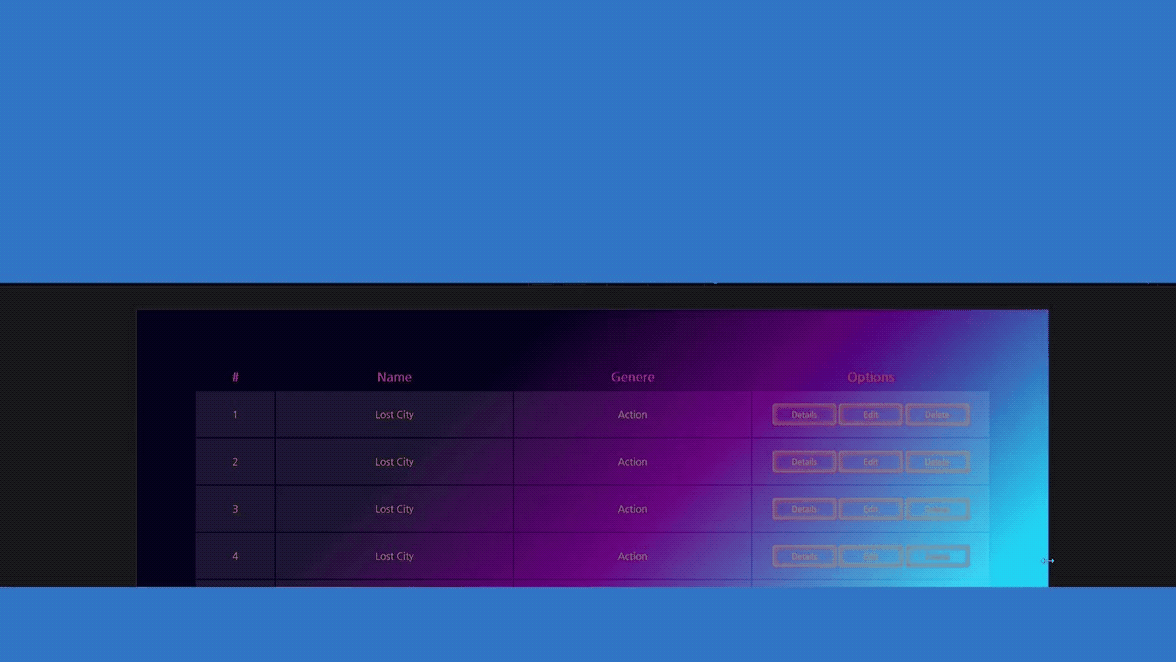 # Name Genere Options
1 Lost City Action Details Edit Delete
2 Lost City Action Details Edit Delete
3 Lost City Action Details Edit Delete
4 Lost City Action Details Edit Delete